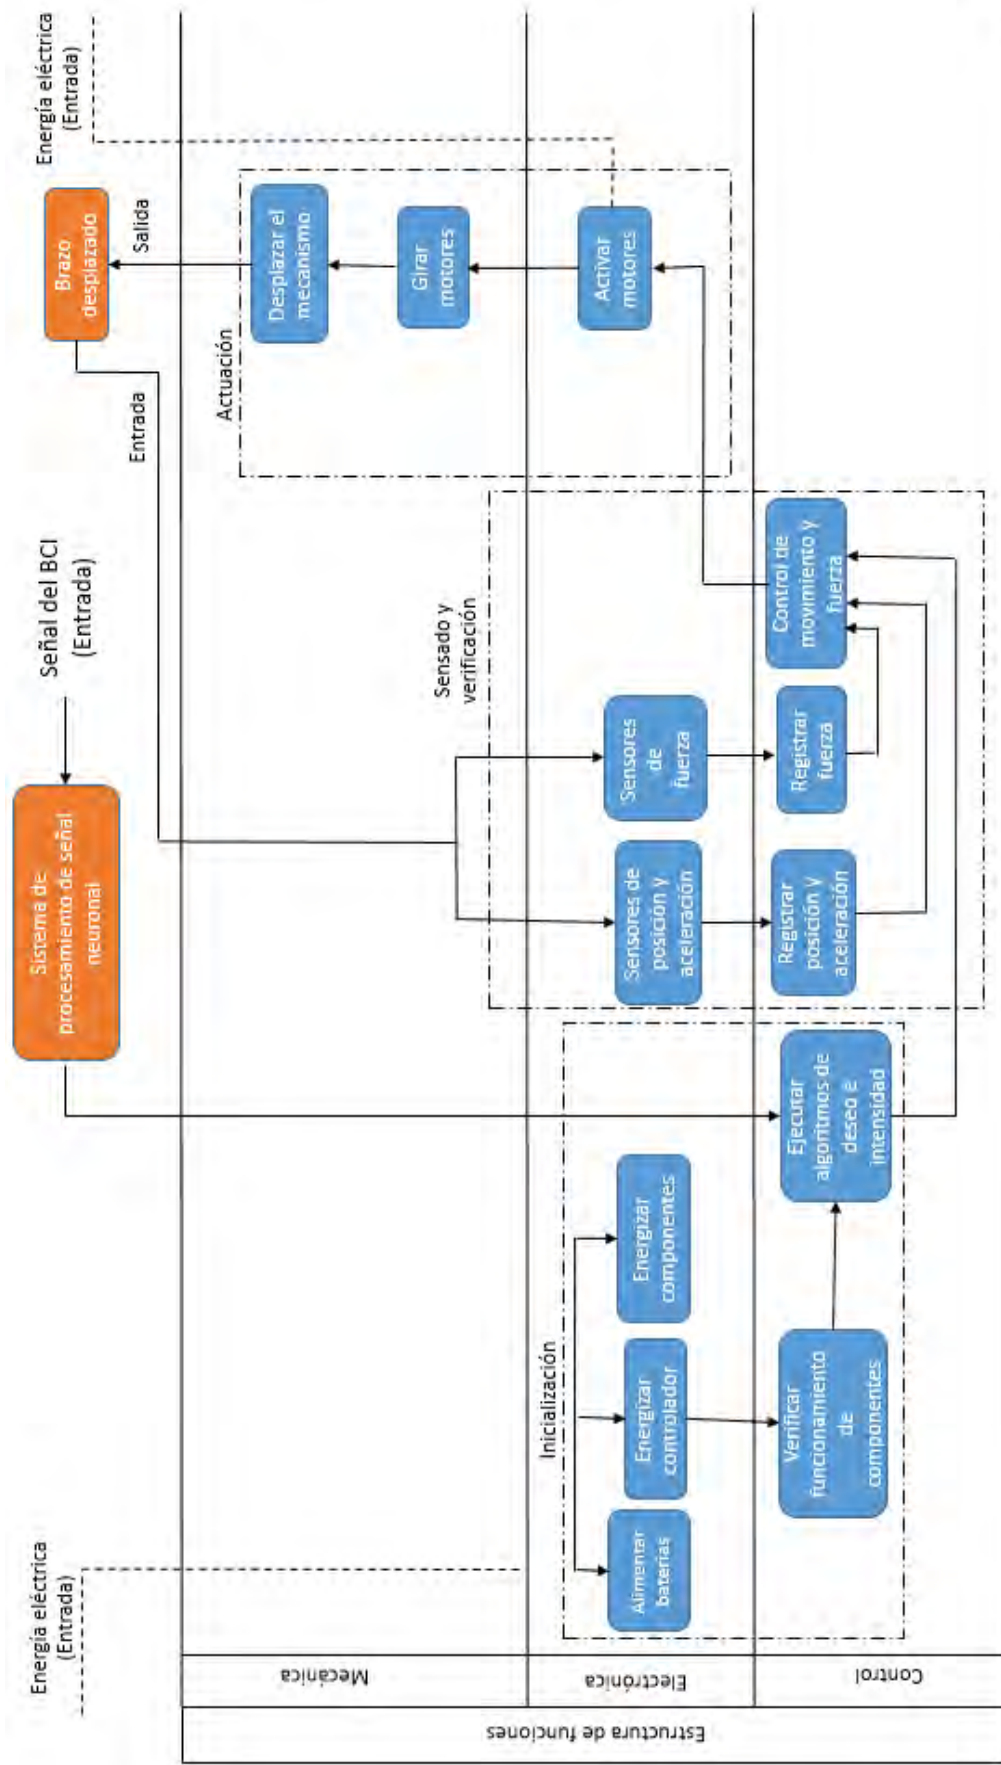 Energía eléctrica
(Entrada)
Sistema de
procesamiento de señal
neuronal
Señal del BCI
(Entrada)
Brazo
desplazado
Energía eléctrica
(Entrada)
Entrada
Salida
Estructura de funciones
Mecánica
Electrónica
Control
Actuación
Desplazar el
mecanismo
Girar
motores
Activar
motores
Inicialización
Alimentar
baterías
Energizar
controlador
Energizar
componentes
Verificar
funcionamiento
de
componentes
Ejecutar
algoritmos de
deseo e
intensidad
Sensado y
verificación
Sensores de
posición y
aceleración
Sensores
de
fuerza
Registrar
posición y
aceleración
Registrar
fuerza
Control de
movimiento y
fuerza